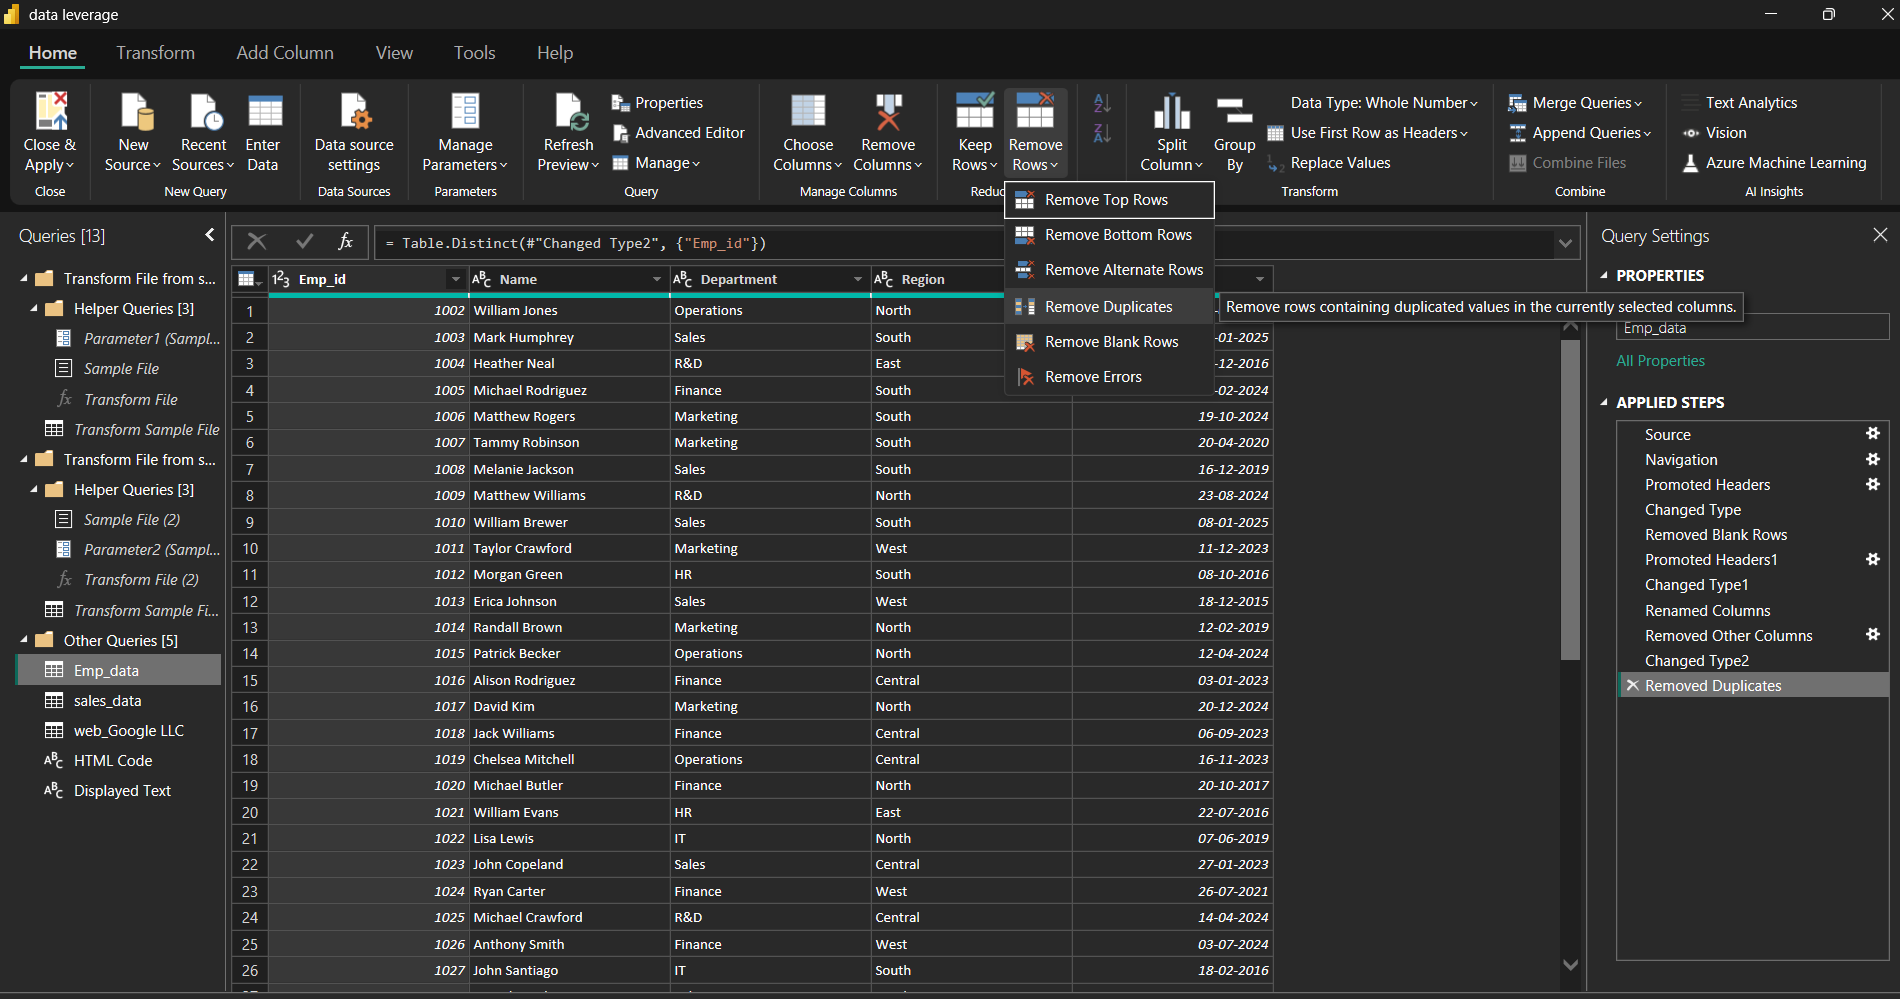 data leverage
Home Transform Add Column View Tools Help
Close & Apply
Close
New Source
Recent Sources
Enter Data
New Query
Data source settings
Data Sources
Manage Parameters
Parameters
Refresh Preview
Properties
Advanced Editor
Manage
Query
Choose Columns
Remove Columns
Manage Columns
Keep Rows
Remove Rows
Reduc
Split Column
Group By
Data Type: Whole Number
Use First Row as Headers
Replace Values
Transform
Merge Queries
Append Queries
Combine Files
Combine
Text Analytics
Vision
Azure Machine Learning
AI Insights
Remove Top Rows
Remove Bottom Rows
Remove Alternate Rows
Remove Duplicates
Remove Blank Rows
Remove Errors
Remove rows containing duplicated values in the currently selected columns.
Queries [13]
Transform File from s...
Helper Queries [3]
Parameter1 (Sampl...
Sample File
fx Transform File
Transform Sample File
Transform File from s...
Helper Queries [3]
Sample File (2)
Parameter2 (Sampl...
fx Transform File (2)
Transform Sample Fi...
Other Queries [5]
Emp_data
sales_data
web_Google LLC
ABC HTML Code
ABC Displayed Text
fx = Table.Distinct(#"Changed Type2", {"Emp_id"})
123 Emp_id ABC Name ABC Department ABC Region
1 1002 William Jones Operations North
2 1003 Mark Humphrey Sales South -01-2025
3 1004 Heather Neal R&D East -12-2016
4 1005 Michael Rodriguez Finance South -02-2024
5 1006 Matthew Rogers Marketing South 19-10-2024
6 1007 Tammy Robinson Marketing South 20-04-2020
7 1008 Melanie Jackson Sales South 16-12-2019
8 1009 Matthew Williams R&D North 23-08-2024
9 1010 William Brewer Sales South 08-01-2025
10 1011 Taylor Crawford Marketing West 11-12-2023
11 1012 Morgan Green HR South 08-10-2016
12 1013 Erica Johnson Sales West 18-12-2015
13 1014 Randall Brown Marketing North 12-02-2019
14 1015 Patrick Becker Operations North 12-04-2024
15 1016 Alison Rodriguez Finance Central 03-01-2023
16 1017 David Kim Marketing North 20-12-2024
17 1018 Jack Williams Finance Central 06-09-2023
18 1019 Chelsea Mitchell Operations Central 16-11-2023
19 1020 Michael Butler Finance North 20-10-2017
20 1021 William Evans HR East 22-07-2016
21 1022 Lisa Lewis IT North 07-06-2019
22 1023 John Copeland Sales Central 27-01-2023
23 1024 Ryan Carter Finance West 26-07-2021
24 1025 Michael Crawford R&D Central 14-04-2024
25 1026 Anthony Smith Finance West 03-07-2024
26 1027 John Santiago IT South 18-02-2016
Query Settings
PROPERTIES
Emp_data
All Properties
APPLIED STEPS
Source
Navigation
Promoted Headers
Changed Type
Removed Blank Rows
Promoted Headers1
Changed Type1
Renamed Columns
Removed Other Columns
Changed Type2
Removed Duplicates